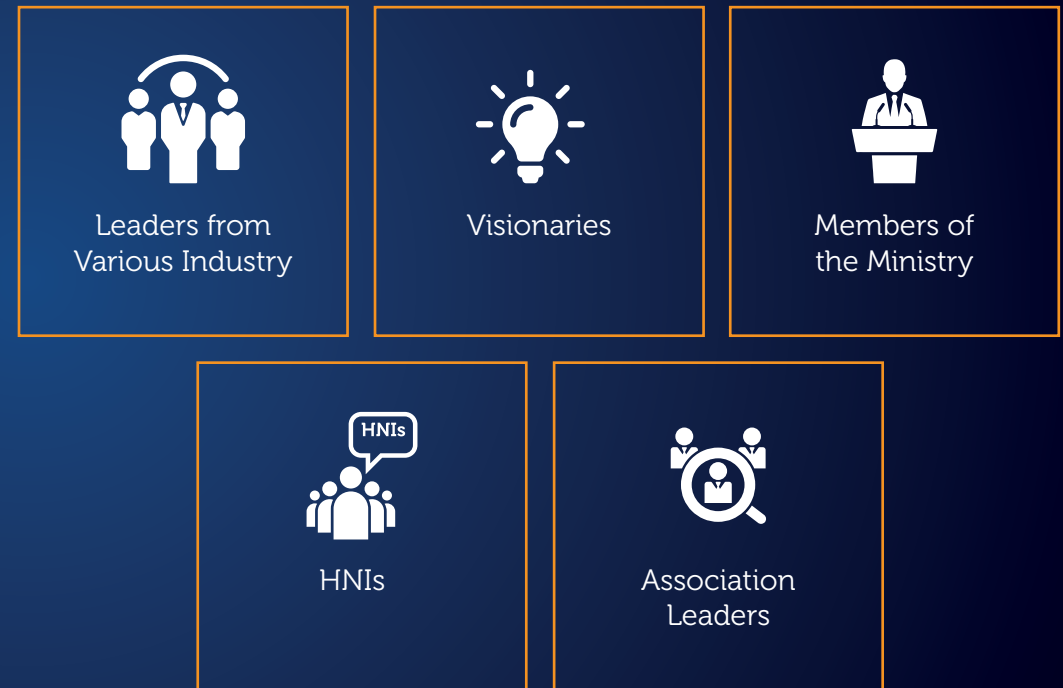 Leaders from
Various Industry
Visionaries
Members of
the Ministry
HNIs
HNIs
Association
Leaders